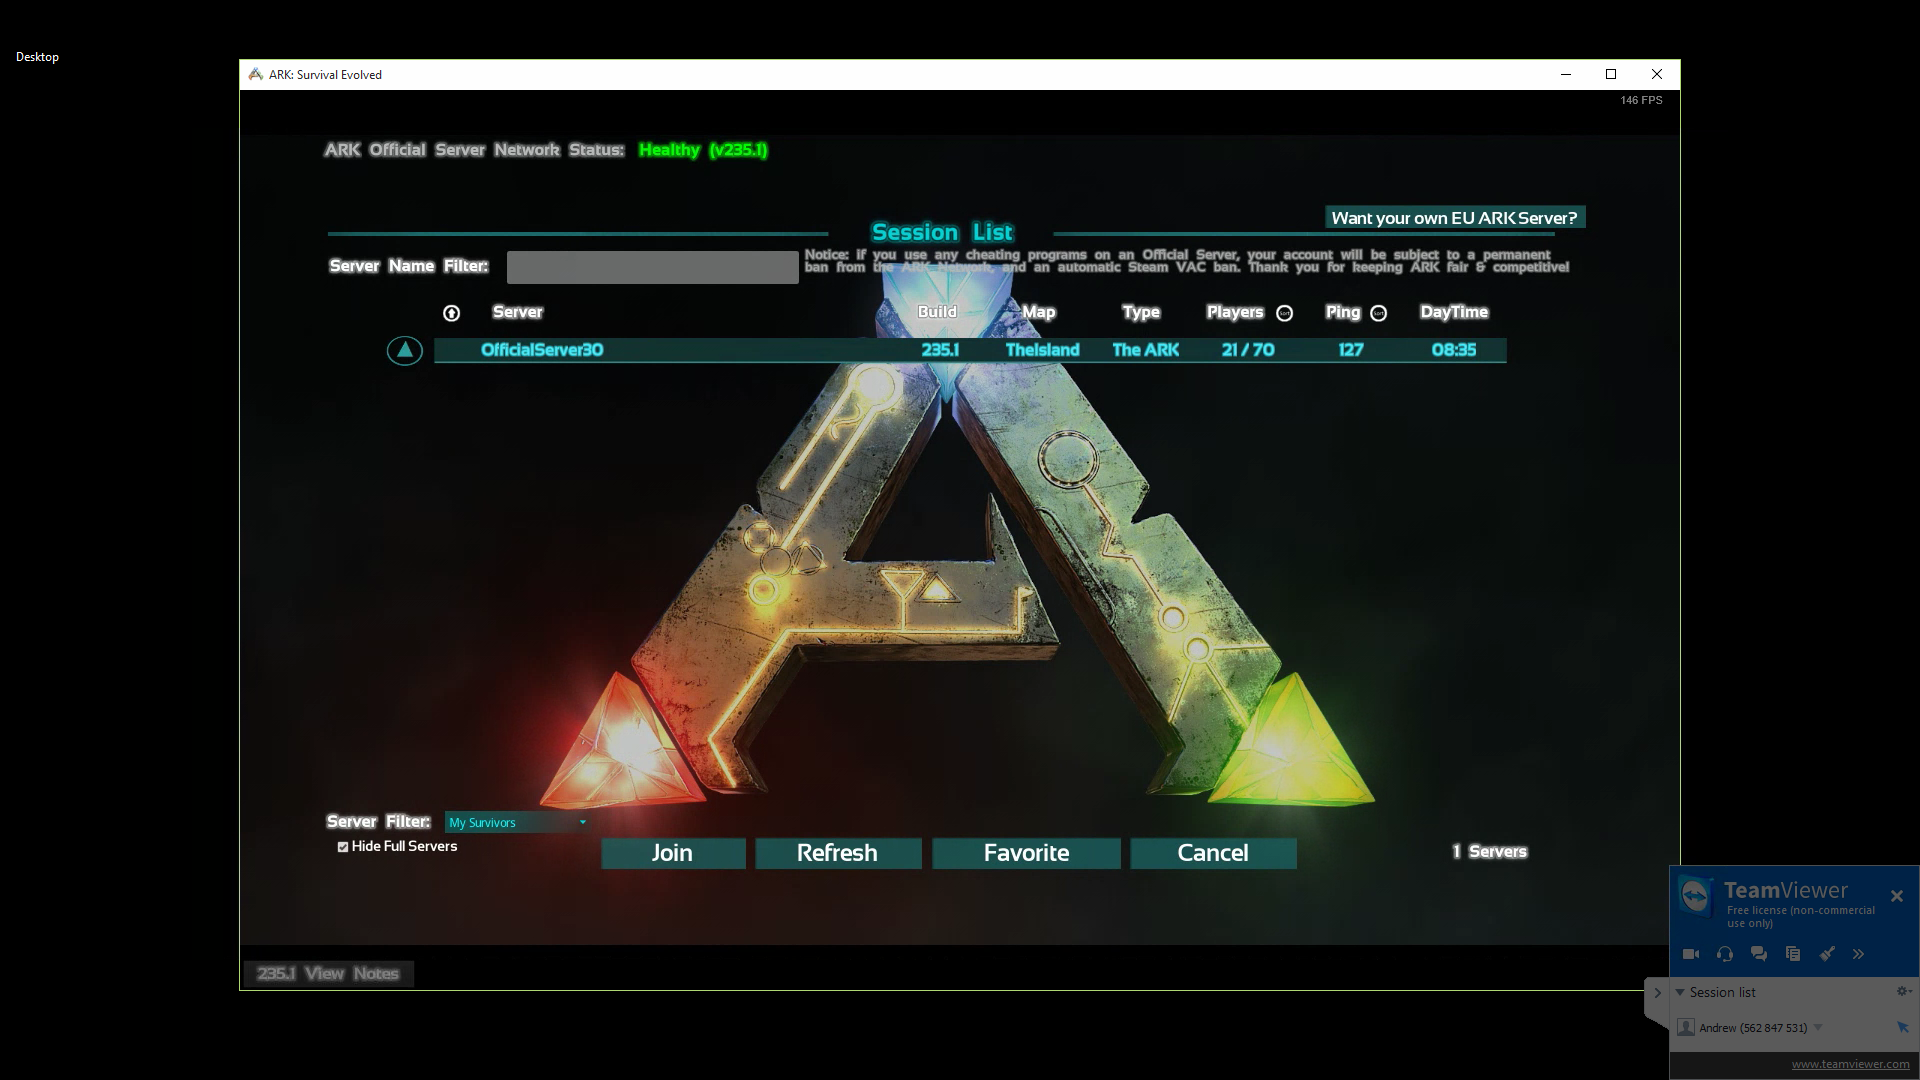 Desktop
ARK: Survival Evolved
146 FPS
ARK Official Server Network Status: Healthy (v235.1)
Want your own EU ARK Server?
Session List
Server Name Filter:
Notice: If you use any cheating programs on an Official Server, your account will be subject to a permanent
ban from the ARK Network, and an automatic Steam VAC ban. Thank you for keeping ARK fair & competitive!
Server Build Map Type Players Sort Ping Sort DayTime
OfficialServer30 235.1 TheIsland The ARK 21 / 70 127 08:35
Server Filter: My Survivors
Hide Full Servers
Join Refresh Favorite Cancel
1 Servers
TeamViewer
Free license (non-commercial
use only)
235.1 View Notes
Session list
Andrew (562 847 531)
www.teamviewer.com